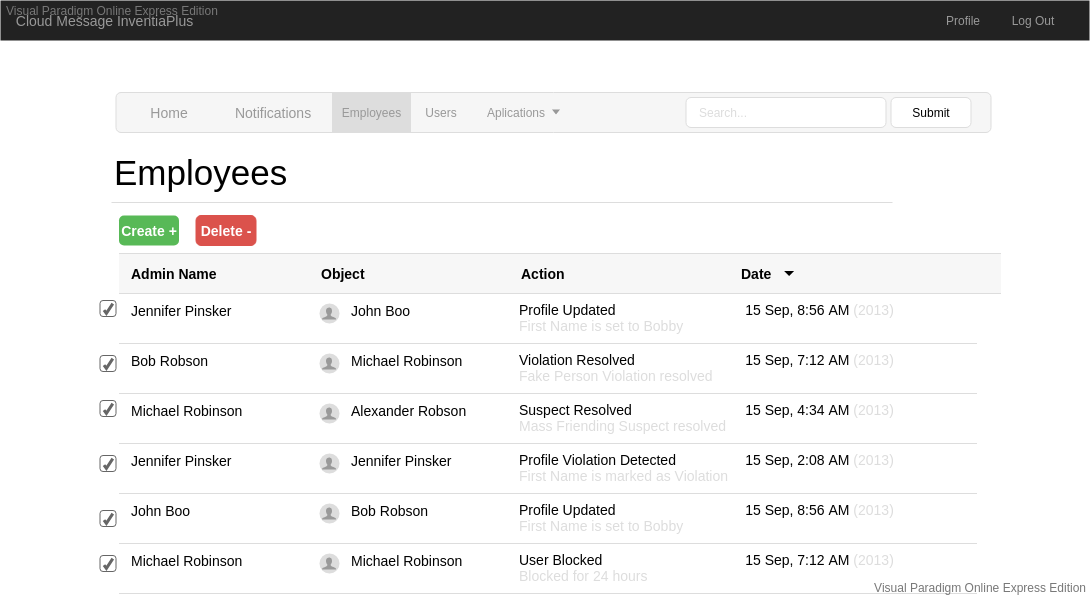 Visual Paradigm Online Express Edition
Cloud Message InventiaPlus Profile Log Out
Home Notifications Employees Users Aplications Search... Submit
Employees
Create + Delete -
Admin Name Object Action Date
Jennifer Pinsker John Boo Profile Updated 15 Sep, 8:56 AM (2013)
First Name is set to Bobby
Bob Robson Michael Robinson Violation Resolved 15 Sep, 7:12 AM (2013)
Fake Person Violation resolved
Michael Robinson Alexander Robson Suspect Resolved 15 Sep, 4:34 AM (2013)
Mass Friending Suspect resolved
Jennifer Pinsker Jennifer Pinsker Profile Violation Detected 15 Sep, 2:08 AM (2013)
First Name is marked as Violation
John Boo Bob Robson Profile Updated 15 Sep, 8:56 AM (2013)
First Name is set to Bobby
Michael Robinson Michael Robinson User Blocked 15 Sep, 7:12 AM (2013)
Blocked for 24 hours
Visual Paradigm Online Express Edition